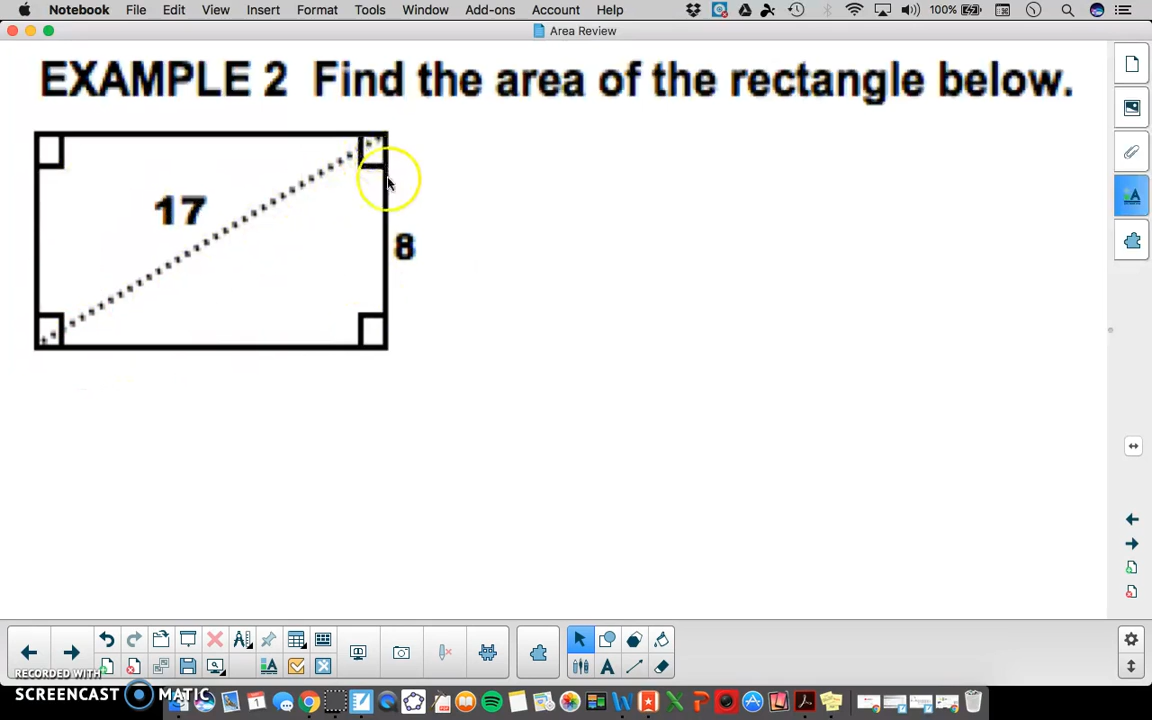 Notebook File Edit View Insert Format Tools Window Add-ons Account Help 100%
Area Review
EXAMPLE 2 Find the area of the rectangle below.
17
8
RECORDED WITH
SCREENCAST MATIC